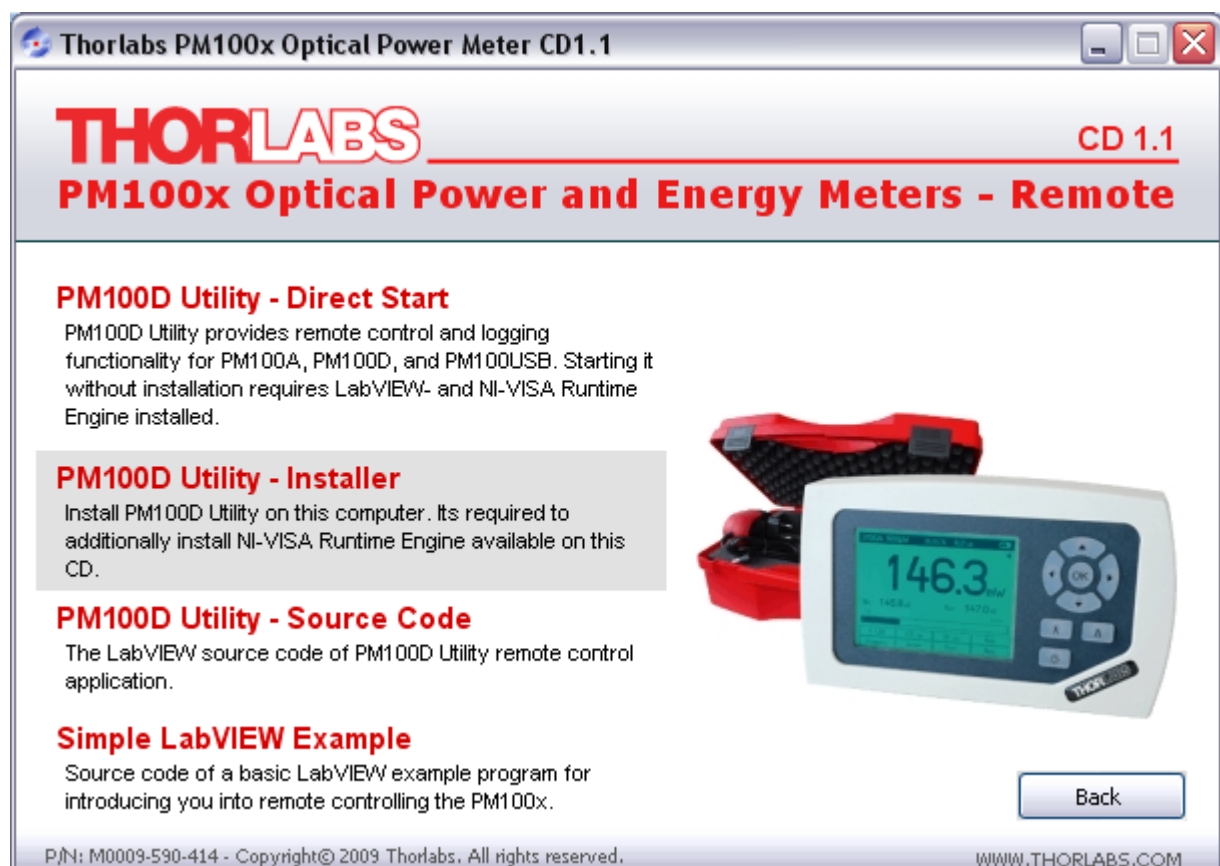 Thorlabs PM100x Optical Power Meter CD1.1
THORLABS
CD 1.1
PM100x Optical Power and Energy Meters - Remote
PM100D Utility - Direct Start
PM100D Utility provides remote control and logging
functionality for PM100A, PM100D, and PM100USB. Starting it
without installation requires LabVIEW- and NI-VISA Runtime
Engine installed.
PM100D Utility - Installer
Install PM100D Utility on this computer. Its required to
additionally install NI-VISA Runtime Engine available on this
CD.
PM100D Utility - Source Code
The LabVIEW source code of PM100D Utility remote control
application.
Simple LabVIEW Example
Source code of a basic LabVIEW example program for
introducing you into remote controlling the PM100x.
146.3 mW
145.8
147.0
OK
THORLABS
Back
P/N: M0009-590-414 - Copyright© 2009 Thorlabs. All rights reserved.
WWW.THORLABS.COM